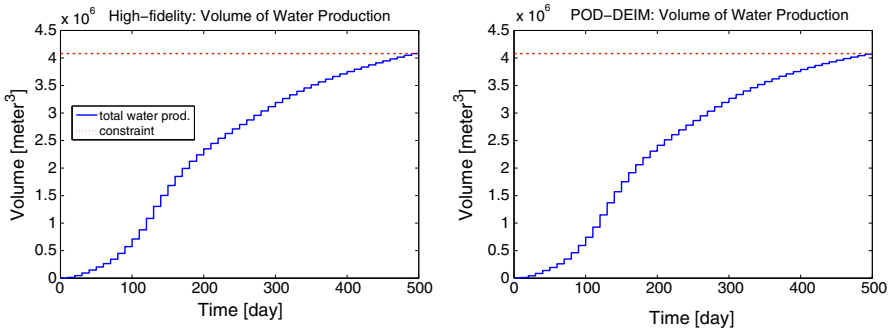 High-fidelity: Volume of Water Production
x 10^6
4.5
4
3.5
3
2.5
2
1.5
1
0.5
0
Volume [meter^3]
total water prod.
constraint
0 100 200 300 400 500
Time [day]
POD-DEIM: Volume of Water Production
x 10^6
4.5
4
3.5
3
2.5
2
1.5
1
0.5
0
Volume [meter^3]
0 100 200 300 400 500
Time [day]